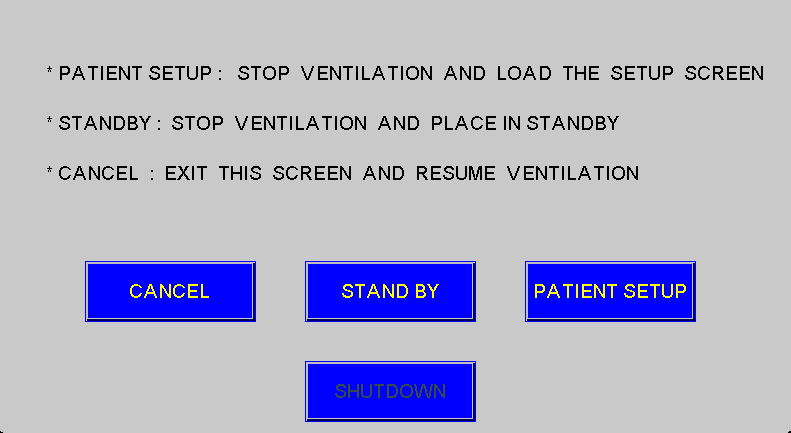 * PATIENT SETUP : STOP VENTILATION AND LOAD THE SETUP SCREEN
* STANDBY : STOP VENTILATION AND PLACE IN STANDBY
* CANCEL : EXIT THIS SCREEN AND RESUME VENTILATION
CANCEL
STAND BY
PATIENT SETUP
SHUTDOWN